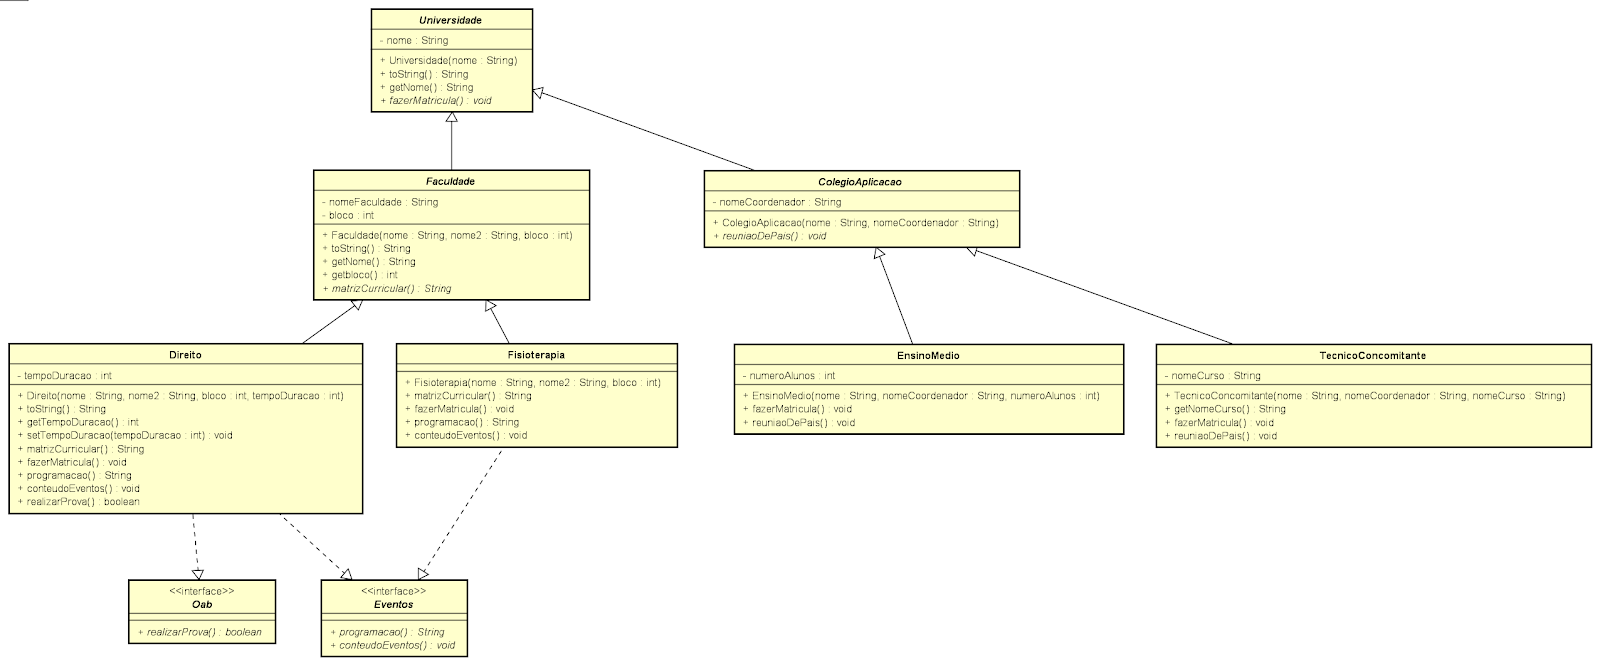 Universidade
- nome : String
+ Universidade(nome : String)
+ toString() : String
+ getNome() : String
+ fazerMatricula() : void
Faculdade
- nomeFaculdade : String
- bloco : int
+ Faculdade(nome : String, nome2 : String, bloco : int)
+ toString() : String
+ getNome() : String
+ getbloco() : int
+ matrizCurricular() : String
ColegioAplicacao
- nomeCoordenador : String
+ ColegioAplicacao(nome : String, nomeCoordenador : String)
+ reuniaoDePais() : void
Direito
- tempoDuracao : int
+ Direito(nome : String, nome2 : String, bloco : int, tempoDuracao : int)
+ toString() : String
+ getTempoDuracao() : int
+ setTempoDuracao(tempoDuracao : int) : void
+ matrizCurricular() : String
+ fazerMatricula() : void
+ programacao() : String
+ conteudoEventos() : void
+ realizarProva() : boolean
Fisioterapia
+ Fisioterapia(nome : String, nome2 : String, bloco : int)
+ matrizCurricular() : String
+ fazerMatricula() : void
+ programacao() : String
+ conteudoEventos() : void
EnsinoMedio
- numeroAlunos : int
+ EnsinoMedio(nome : String, nomeCoordenador : String, numeroAlunos : int)
+ fazerMatricula() : void
+ reuniaoDePais() : void
TecnicoConcomitante
- nomeCurso : String
+ TecnicoConcomitante(nome : String, nomeCoordenador : String, nomeCurso : String)
+ getNomeCurso() : String
+ fazerMatricula() : void
+ reuniaoDePais() : void
<<interface>>
Oab
+ realizarProva() : boolean
<<interface>>
Eventos
+ programacao() : String
+ conteudoEventos() : void